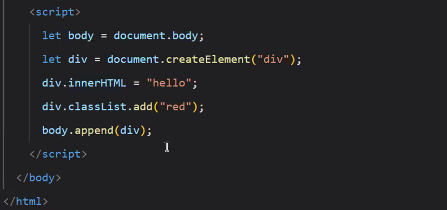 <script>
let body = document.body;
let div = document.createElement("div");
div.innerHTML = "hello";
div.classList.add("red");
body.append(div);
</script>
</body>
</html>